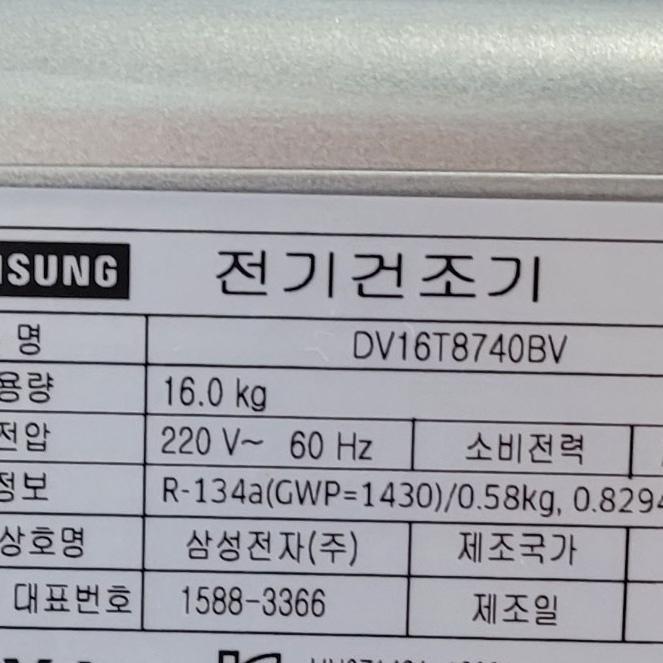 SUNG 전기건조기
명 DV16T8740BV
용량 16.0 kg
전압 220 V~ 60 Hz 소비전력
정보 R-134a(GWP=1430)/0.58kg, 0.8294
상호명 삼성전자(주) 제조국가
대표번호 1588-3366 제조일